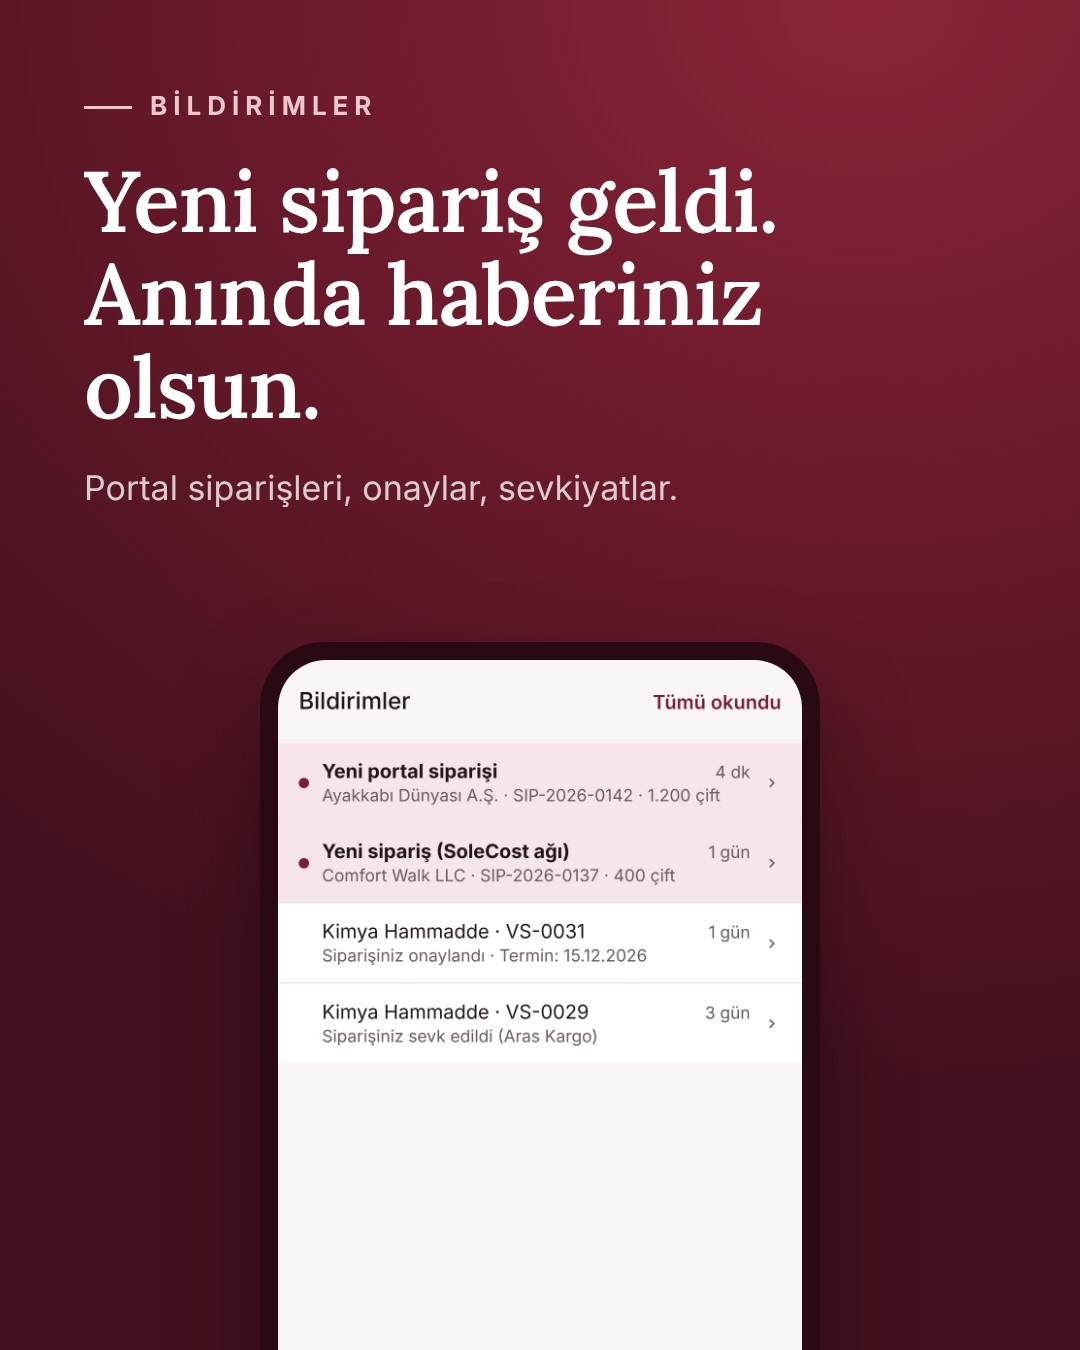 BİLDİRİMLER
Yeni sipariş geldi.
Anında haberiniz
olsun.
Portal siparişleri, onaylar, sevkiyatlar.
Bildirimler
Tümü okundu
Yeni portal siparişi
4 dk
Ayakkabı Dünyası A.Ş. · SIP-2026-0142 · 1.200 çift
Yeni sipariş (SoleCost ağı)
1 gün
Comfort Walk LLC · SIP-2026-0137 · 400 çift
Kimya Hammadde · VS-0031
1 gün
Siparişiniz onaylandı · Termin: 15.12.2026
Kimya Hammadde · VS-0029
3 gün
Siparişiniz sevk edildi (Aras Kargo)